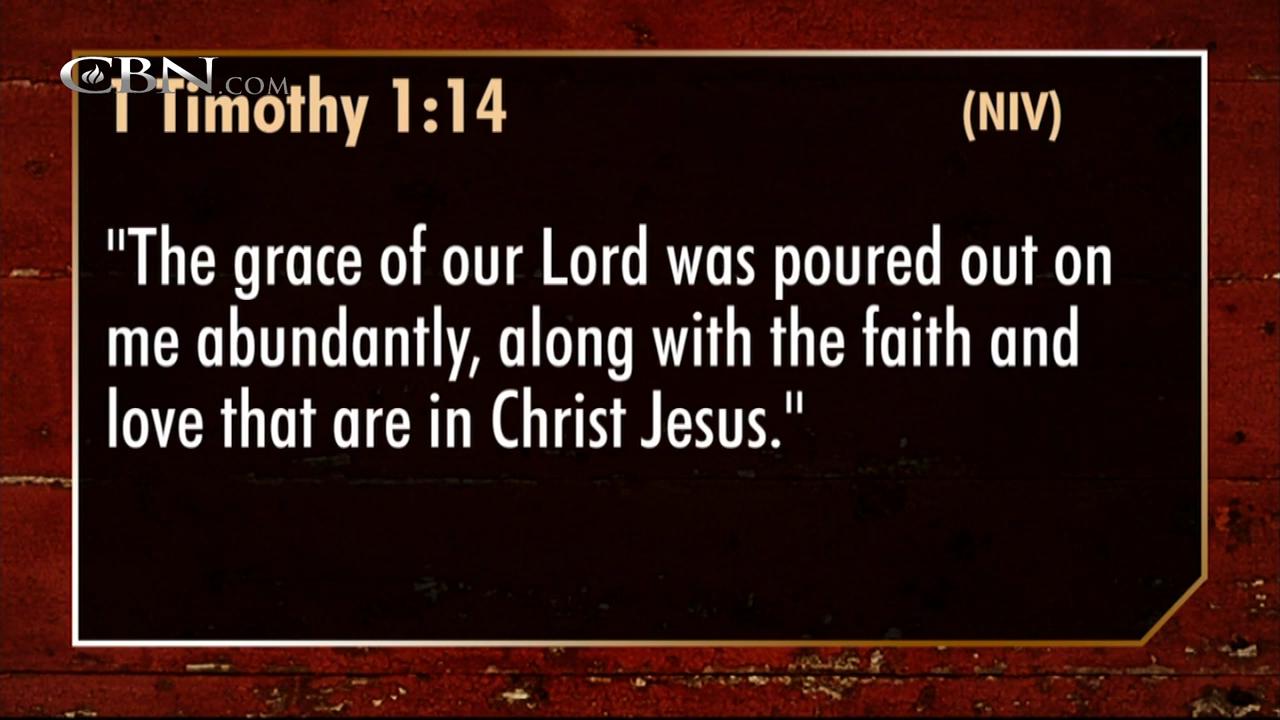 CBN.COM
1 Timothy 1:14 (NIV)
"The grace of our Lord was poured out on
me abundantly, along with the faith and
love that are in Christ Jesus."